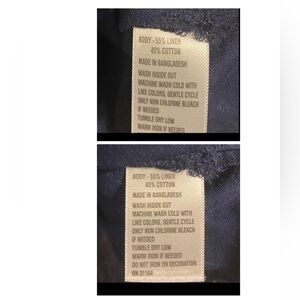 BODY - 55% LINEN
45% COTTON
MADE IN BANGLADESH
WASH INSIDE OUT
MACHINE WASH COLD WITH
LIKE COLORS, GENTLE CYCLE
ONLY NON CHLORINE BLEACH
IF NEEDED
TUMBLE DRY LOW
WARM IRON IF NEEDED
BODY - 55% LINEN
45% COTTON
MADE IN BANGLADESH
WASH INSIDE OUT
MACHINE WASH COLD WITH
LIKE COLORS, GENTLE CYCLE
ONLY NON CHLORINE BLEACH
IF NEEDED
TUMBLE DRY LOW
WARM IRON IF NEEDED
DO NOT IRON ON DECORATION
RN 31164